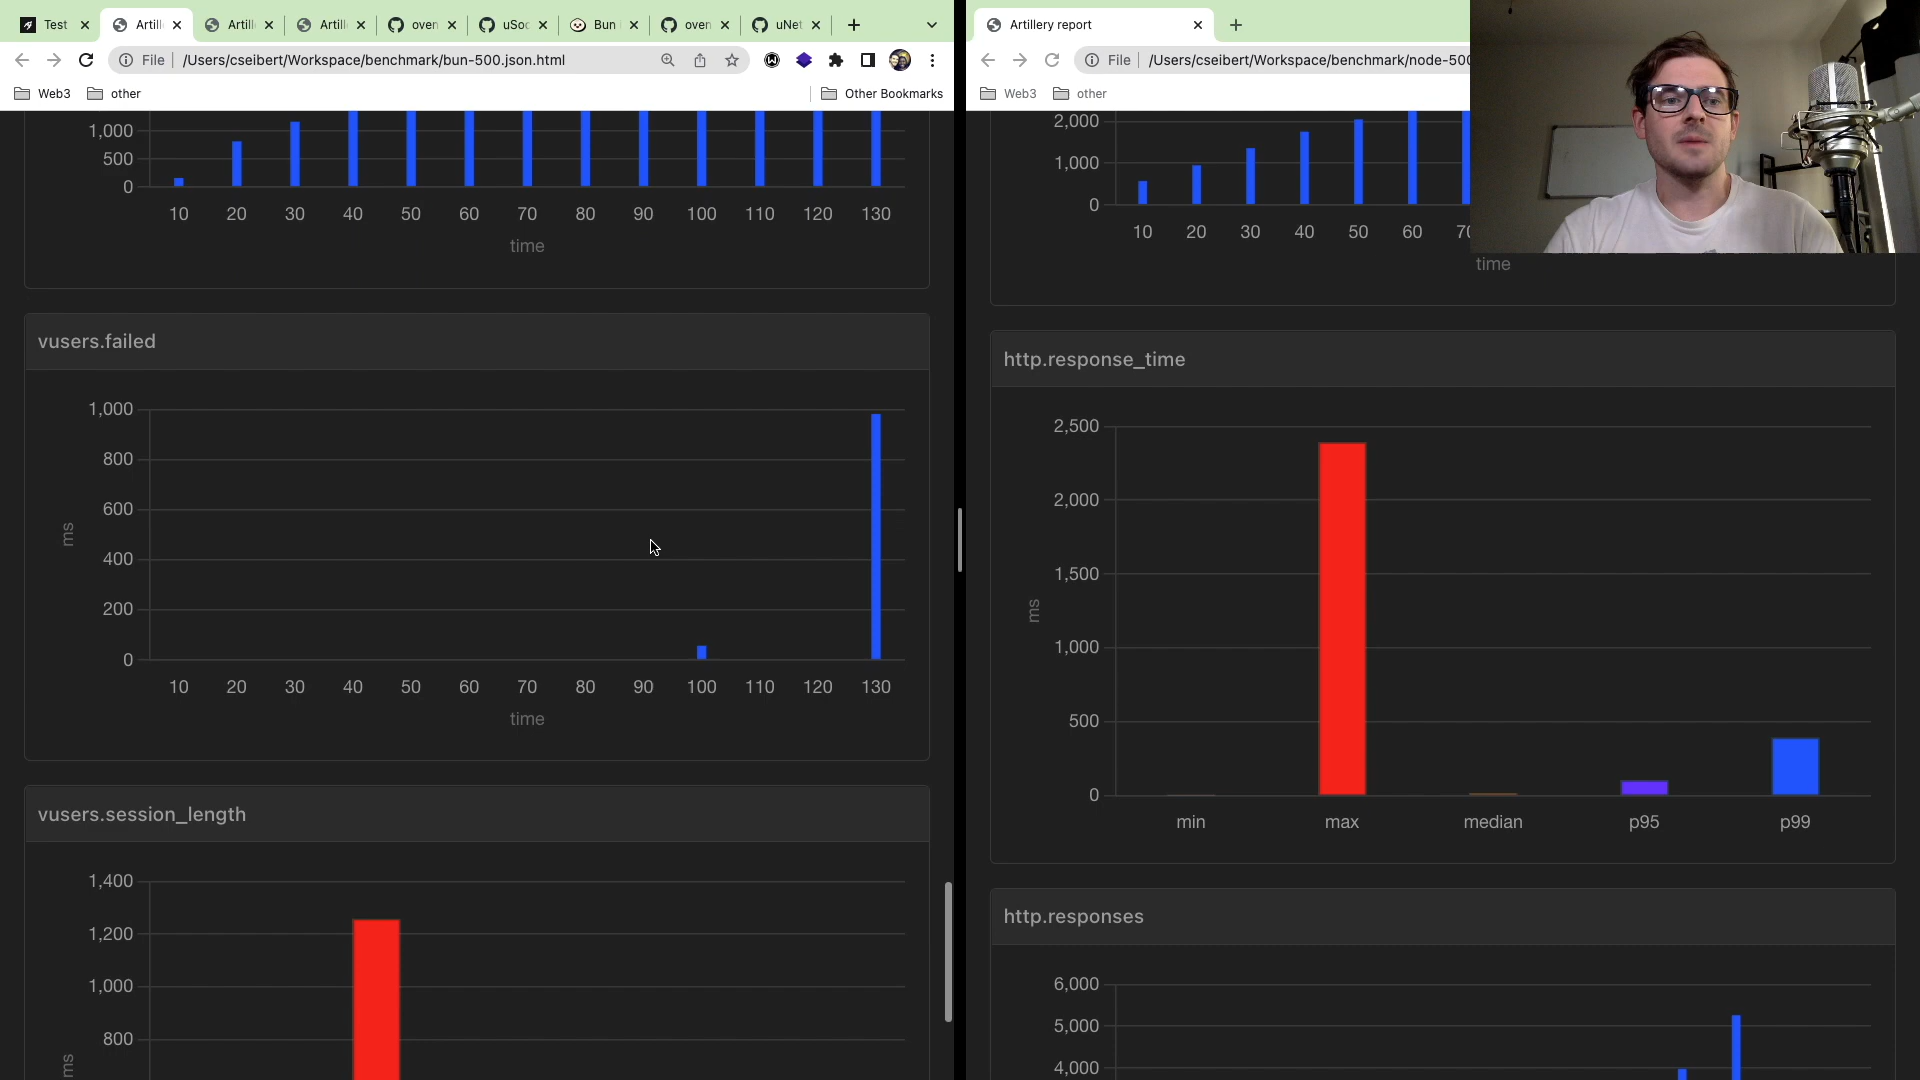 Test
Artill
Artill
Artill
oven
uSoc
Bun
oven
uNet
File
/Users/cseibert/Workspace/benchmark/bun-500.json.html
Web3
other
Other Bookmarks
1,000
500
0
10 20 30 40 50 60 70 80 90 100 110 120 130
time
vusers.failed
1,000
800
600
400
200
0
ms
10 20 30 40 50 60 70 80 90 100 110 120 130
time
vusers.session_length
1,400
1,200
1,000
800
ms
Artillery report
File
/Users/cseibert/Workspace/benchmark/node-500
Web3
other
2,000
1,000
0
10 20 30 40 50 60 70
time
http.response_time
2,500
2,000
1,500
1,000
500
0
ms
min max median p95 p99
http.responses
6,000
5,000
4,000